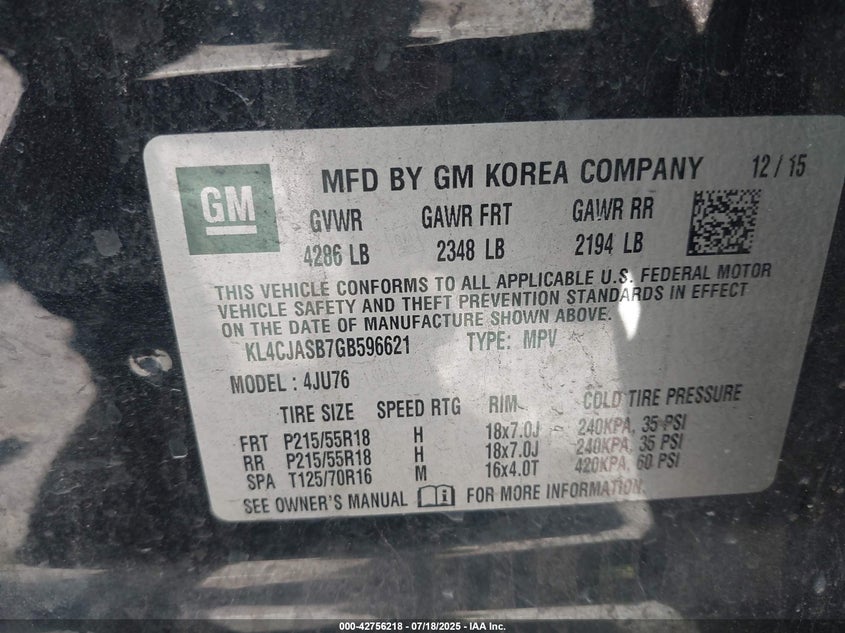 GM
MFD BY GM KOREA COMPANY 12 / 15
GVWR GAWR FRT GAWR RR
4286 LB 2348 LB 2194 LB
THIS VEHICLE CONFORMS TO ALL APPLICABLE U.S. FEDERAL MOTOR
VEHICLE SAFETY AND THEFT PREVENTION STANDARDS IN EFFECT
ON THE DATE OF MANUFACTURE SHOWN ABOVE.
KL4CJASB7GB596621 TYPE: MPV
MODEL : 4JU76
TIRE SIZE SPEED RTG RIM COLD TIRE PRESSURE
FRT P215/55R18 H 18x7.0J 240KPA, 35 PSI
RR P215/55R18 H 18x7.0J 240KPA, 35 PSI
SPA T125/70R16 M 16x4.0T 420KPA, 60 PSI
SEE OWNER'S MANUAL FOR MORE INFORMATION.
000-42756218 - 07/18/2025 - IAA Inc.